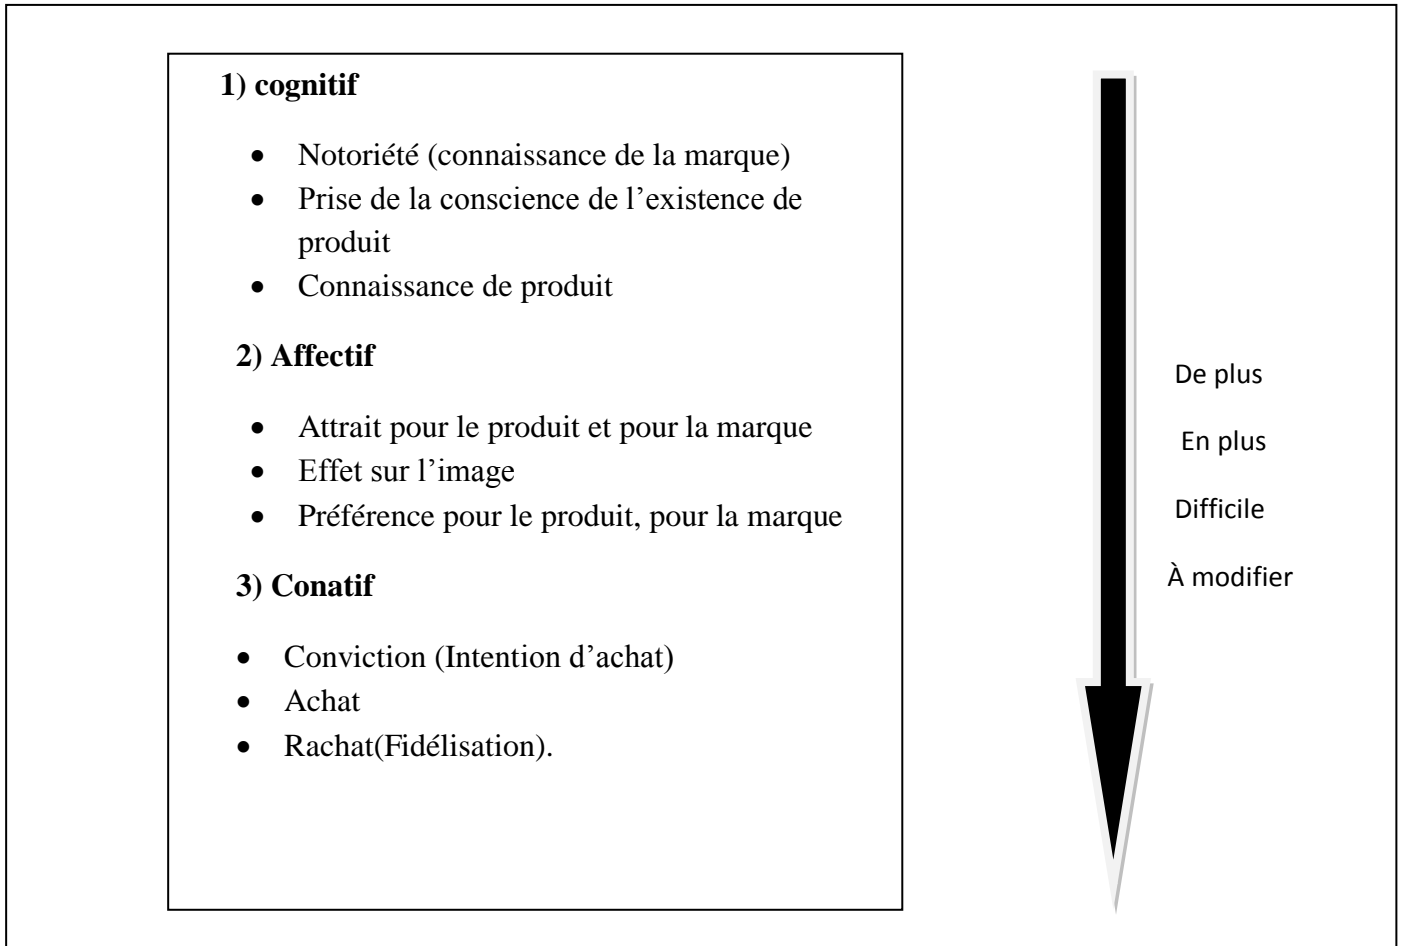 1) cognitif
• Notoriété (connaissance de la marque)
• Prise de la conscience de l’existence de
produit
• Connaissance de produit
2) Affectif
• Attrait pour le produit et pour la marque
• Effet sur l’image
• Préférence pour le produit, pour la marque
3) Conatif
• Conviction (Intention d’achat)
• Achat
• Rachat(Fidélisation).
De plus
En plus
Difficile
À modifier